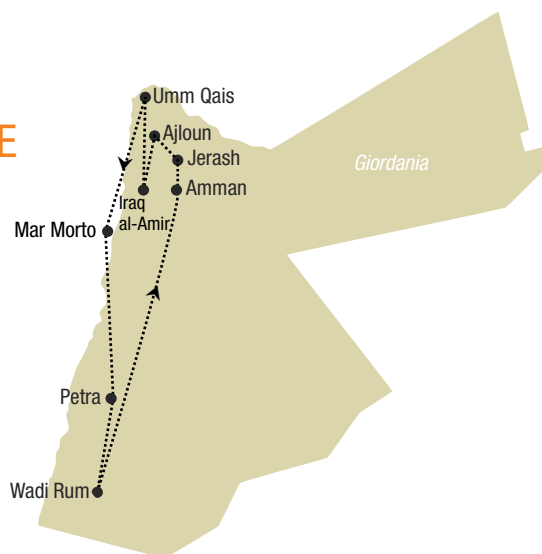 Umm Qais
E
Ajloun
Jerash
Giordania
Amman
Iraq
al-Amir
Mar Morto
Petra
Wadi Rum